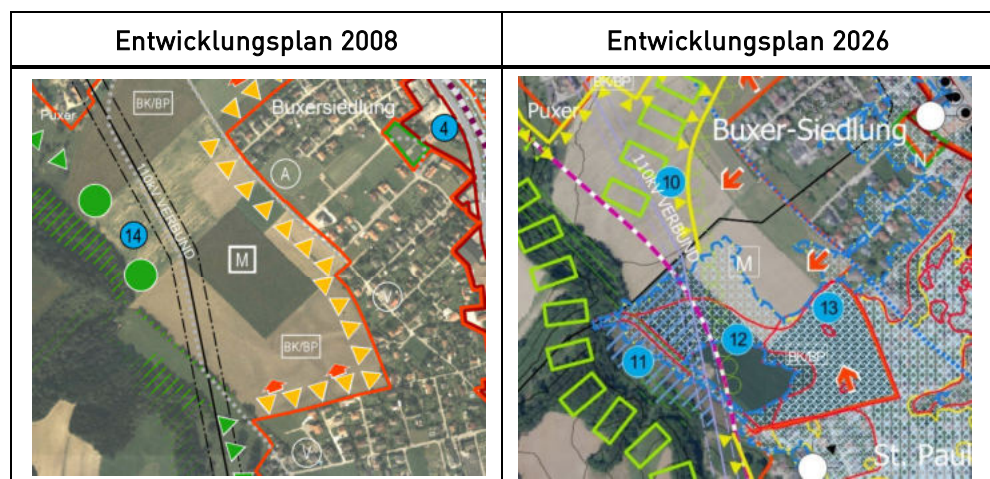 Entwicklungsplan 2008
Entwicklungsplan 2026
Puxer
BK/BP
Buxersiedlung
4
A
110KV VERBUND
14
M
V
BK/BP
V
BK/BP
Puxer
Buxer-Siedlung
N
10
110KV VERBUND
M
13
12
11
BK/BP
St. Paul